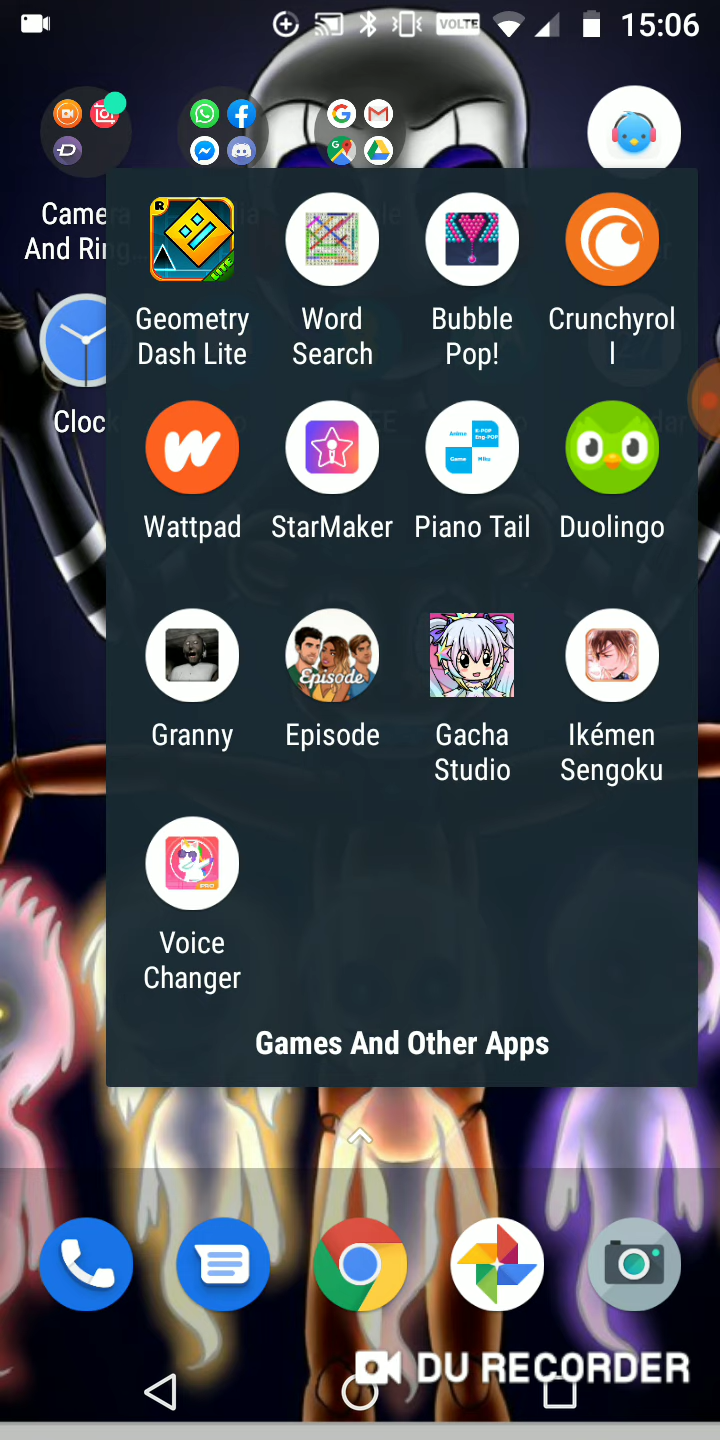 VOLTE 15:06
Camera
And Rin...
Geometry
Dash Lite
Word
Search
Bubble
Pop!
Crunchyrol
l
Clock
Wattpad
StarMaker
Piano Tail
Duolingo
Granny
Episode
Episode
Gacha
Studio
Ikémen
Sengoku
Voice
Changer
Games And Other Apps
DU RECORDER